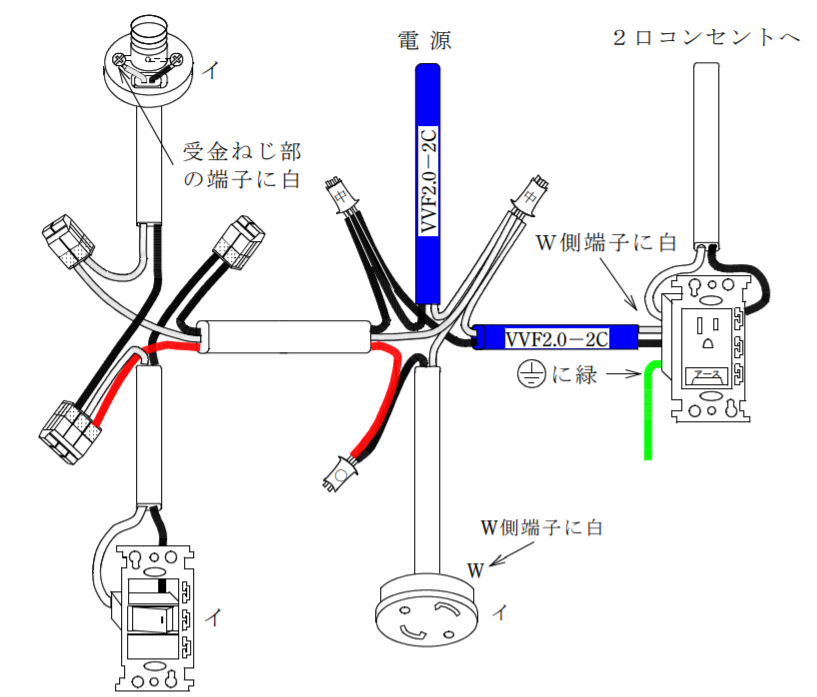 電 源
2口コンセントへ
イ
受金ねじ部
の端子に白
中
中
VVF2.0−2C
W側端子に白
VVF2.0−2C
アース
に緑
○
W側端子に白
W
イ
イ